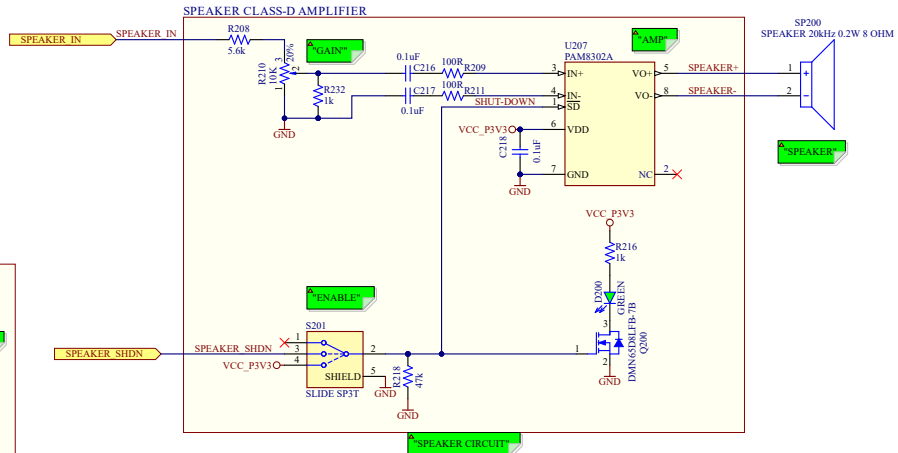 SPEAKER CLASS-D AMPLIFIER
SPEAKER_IN
SPEAKER_IN
R208
5.6k
R210
10K
20%
3
2
1
"GAIN"
R232
1k
GND
0.1uF
C216
100R
R209
C217
0.1uF
100R
R211
SHUT-DOWN
"AMP"
U207
PAM8302A
3
IN+
4
IN-
1
SD
6
VDD
7
GND
VO+
5
VO-
8
NC
2
SPEAKER+
SPEAKER-
SP200
SPEAKER 20kHz 0.2W 8 OHM
1
+
2
-
"SPEAKER"
VCC_P3V3
C218
0.1uF
GND
VCC_P3V3
R216
1k
D200
GREEN
3
1
2
DMN65D8LFB-7B
Q200
GND
"ENABLE"
S201
SPEAKER_SHDN
SPEAKER_SHDN
VCC_P3V3
1
3
4
2
5
SHIELD
SLIDE SP3T
GND
R218
47k
GND
"SPEAKER CIRCUIT"